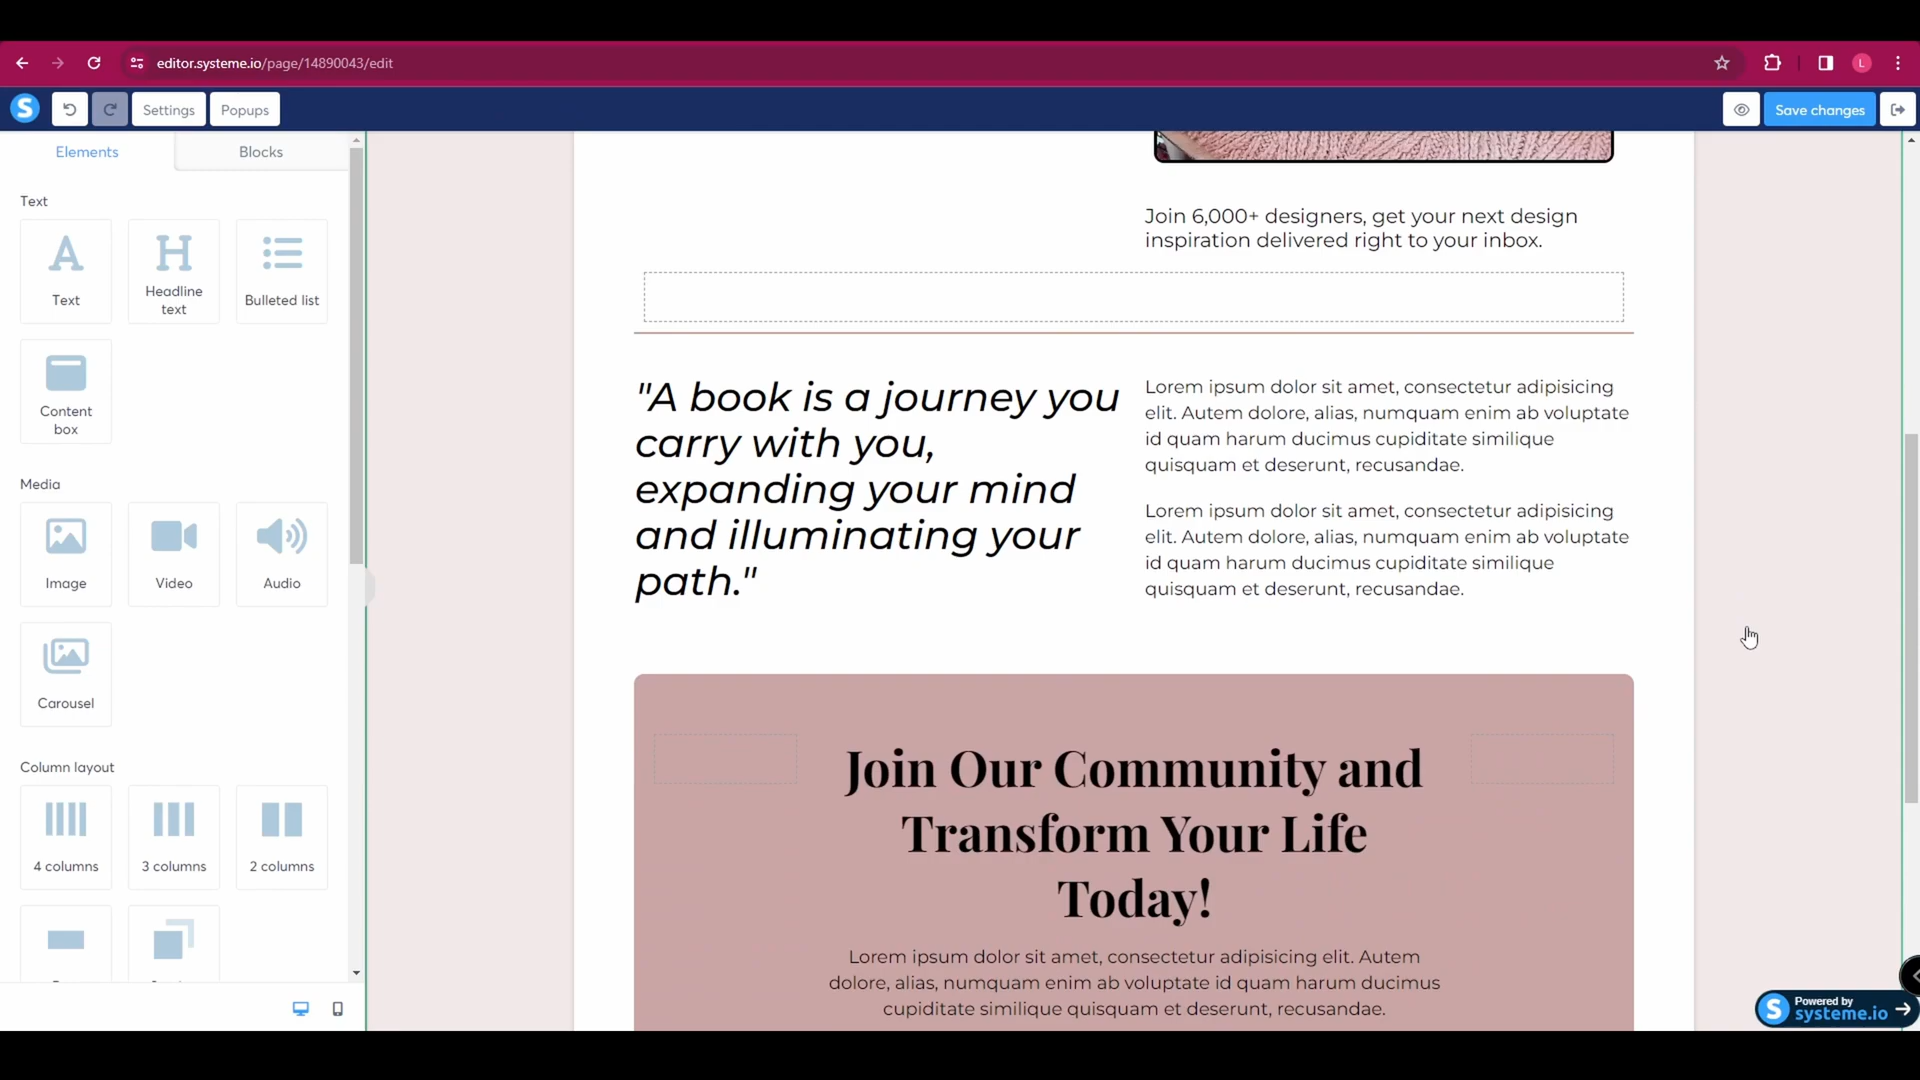 editor.systeme.io/page/14890043/edit
L
S
Settings
Popups
Save changes
Elements
Blocks
Text
A
H
Text
Headline
text
Bulleted list
Content
box
Media
Image
Video
Audio
Carousel
Column layout
4 columns
3 columns
2 columns
Join 6,000+ designers, get your next design
inspiration delivered right to your inbox.
"A book is a journey you
carry with you,
expanding your mind
and illuminating your
path."
Lorem ipsum dolor sit amet, consectetur adipisicing
elit. Autem dolore, alias, numquam enim ab voluptate
id quam harum ducimus cupiditate similique
quisquam et deserunt, recusandae.
Lorem ipsum dolor sit amet, consectetur adipisicing
elit. Autem dolore, alias, numquam enim ab voluptate
id quam harum ducimus cupiditate similique
quisquam et deserunt, recusandae.
Join Our Community and
Transform Your Life
Today!
Lorem ipsum dolor sit amet, consectetur adipisicing elit. Autem
dolore, alias, numquam enim ab voluptate id quam harum ducimus
cupiditate similique quisquam et deserunt, recusandae.
S
Powered by
systeme.io